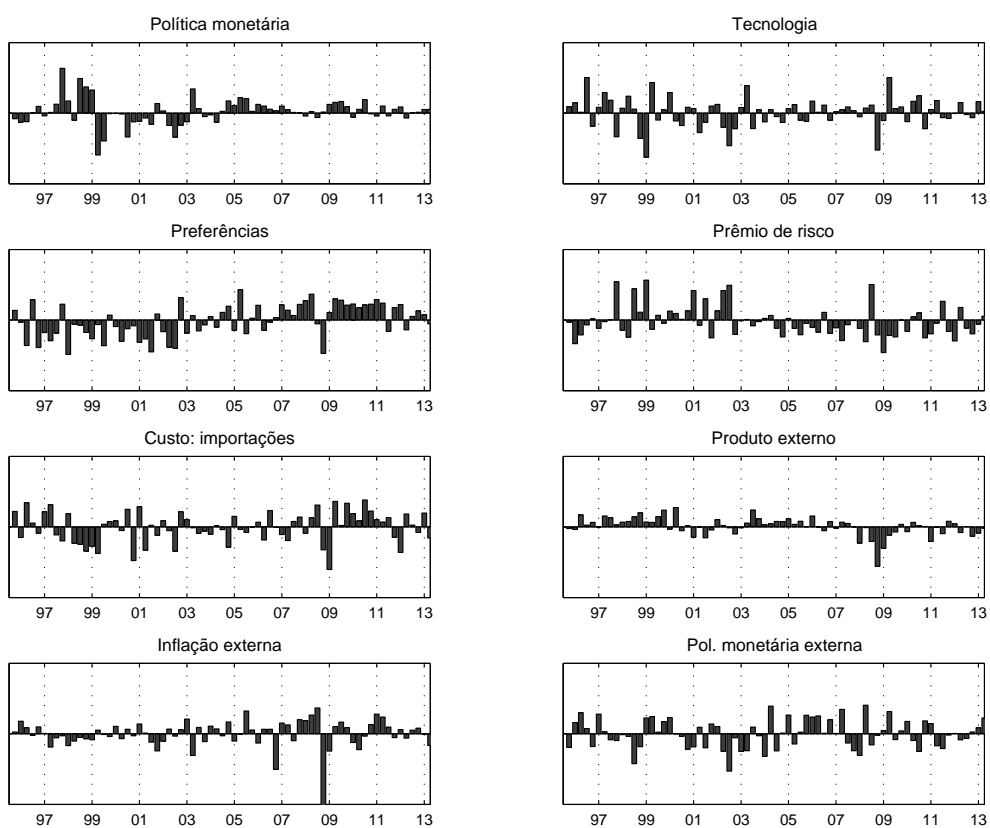 Política monetária
97 99 01 03 05 07 09 11 13
Tecnologia
97 99 01 03 05 07 09 11 13
Preferências
97 99 01 03 05 07 09 11 13
Prêmio de risco
97 99 01 03 05 07 09 11 13
Custo: importações
97 99 01 03 05 07 09 11 13
Produto externo
97 99 01 03 05 07 09 11 13
Inflação externa
97 99 01 03 05 07 09 11 13
Pol. monetária externa
97 99 01 03 05 07 09 11 13